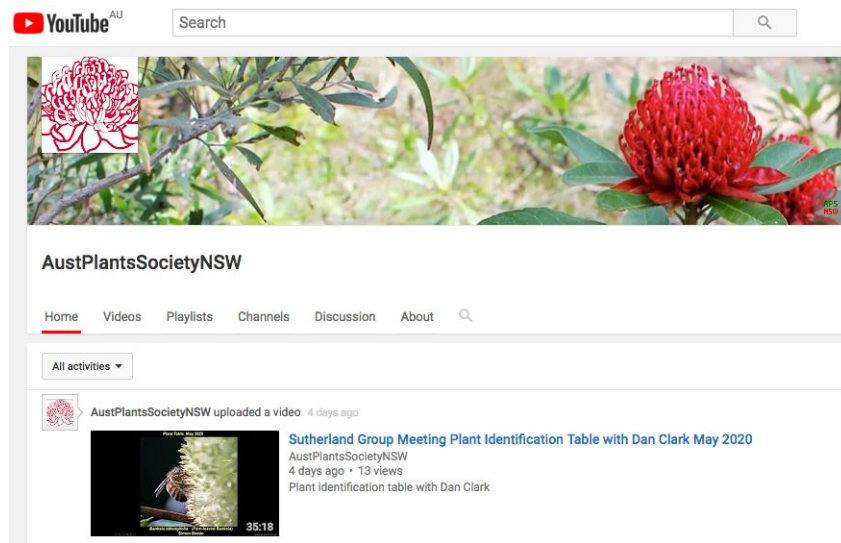 YouTube AU
Search
APS
NSW
AustPlantsSocietyNSW
Home Videos Playlists Channels Discussion About
All activities
AustPlantsSocietyNSW uploaded a video 4 days ago
Plant Table May 2020
35:18
Sutherland Group Meeting Plant Identification Table with Dan Clark May 2020
AustPlantsSocietyNSW
4 days ago • 13 views
Plant identification table with Dan Clark